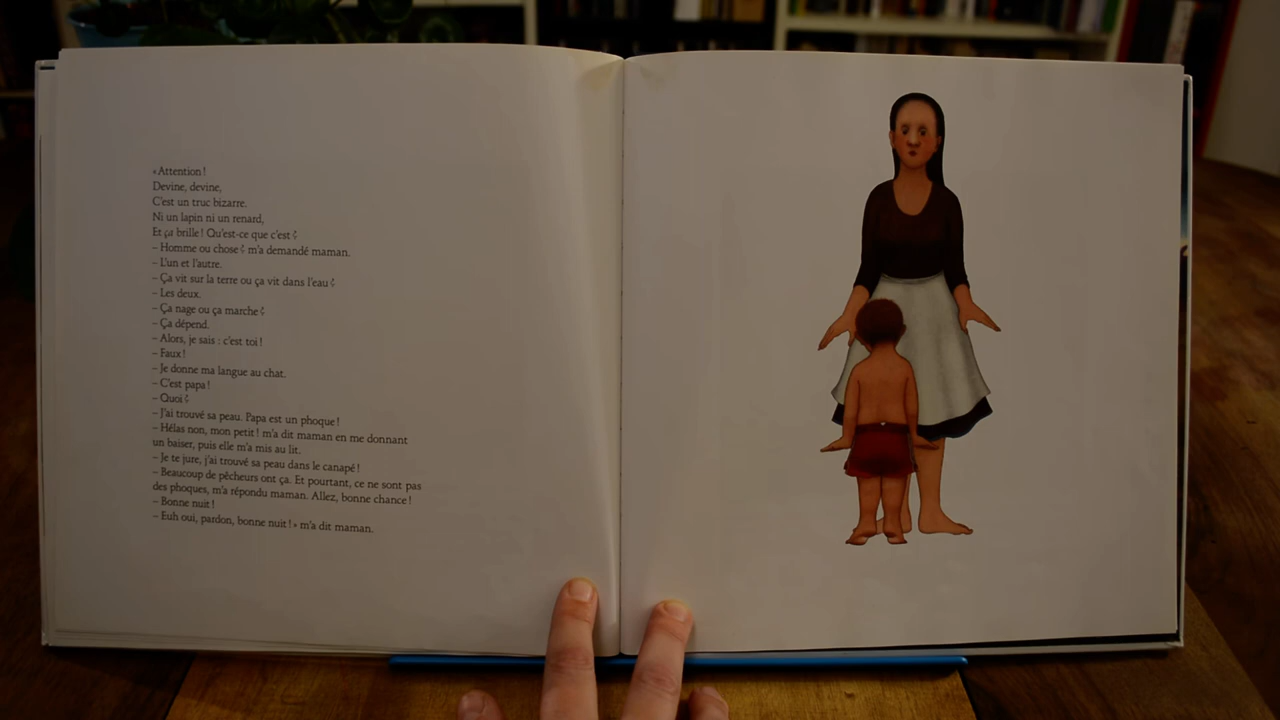 « Attention !
Devine, devine,
C'est un truc bizarre.
Ni un lapin ni un renard,
Et ça brille ! Qu'est-ce que c'est ?
– Homme ou chose ? m'a demandé maman.
– L'un et l'autre.
– Ça vit sur la terre ou ça vit dans l'eau ?
– Les deux.
– Ça nage ou ça marche ?
– Ça dépend.
– Alors, je sais : c'est toi !
– Faux !
– Je donne ma langue au chat.
– C'est papa !
– Quoi ?
– J'ai trouvé sa peau. Papa est un phoque !
– Hélas non, mon petit ! m'a dit maman en me donnant
un baiser, puis elle m'a mis au lit.
– Je te jure, j'ai trouvé sa peau dans le canapé !
– Beaucoup de pêcheurs ont ça. Et pourtant, ce ne sont pas
des phoques, m'a répondu maman. Allez, bonne chance !
– Bonne nuit !
– Euh oui, pardon, bonne nuit ! » m'a dit maman.